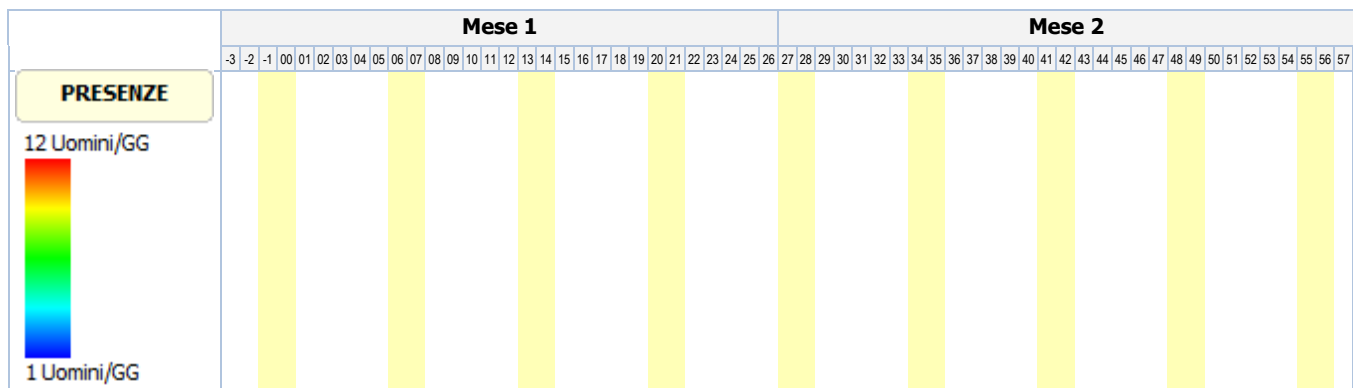 Mese 1 Mese 2
-3 -2 -1 00 01 02 03 04 05 06 07 08 09 10 11 12 13 14 15 16 17 18 19 20 21 22 23 24 25 26 27 28 29 30 31 32 33 34 35 36 37 38 39 40 41 42 43 44 45 46 47 48 49 50 51 52 53 54 55 56 57
PRESENZE
12 Uomini/GG
1 Uomini/GG